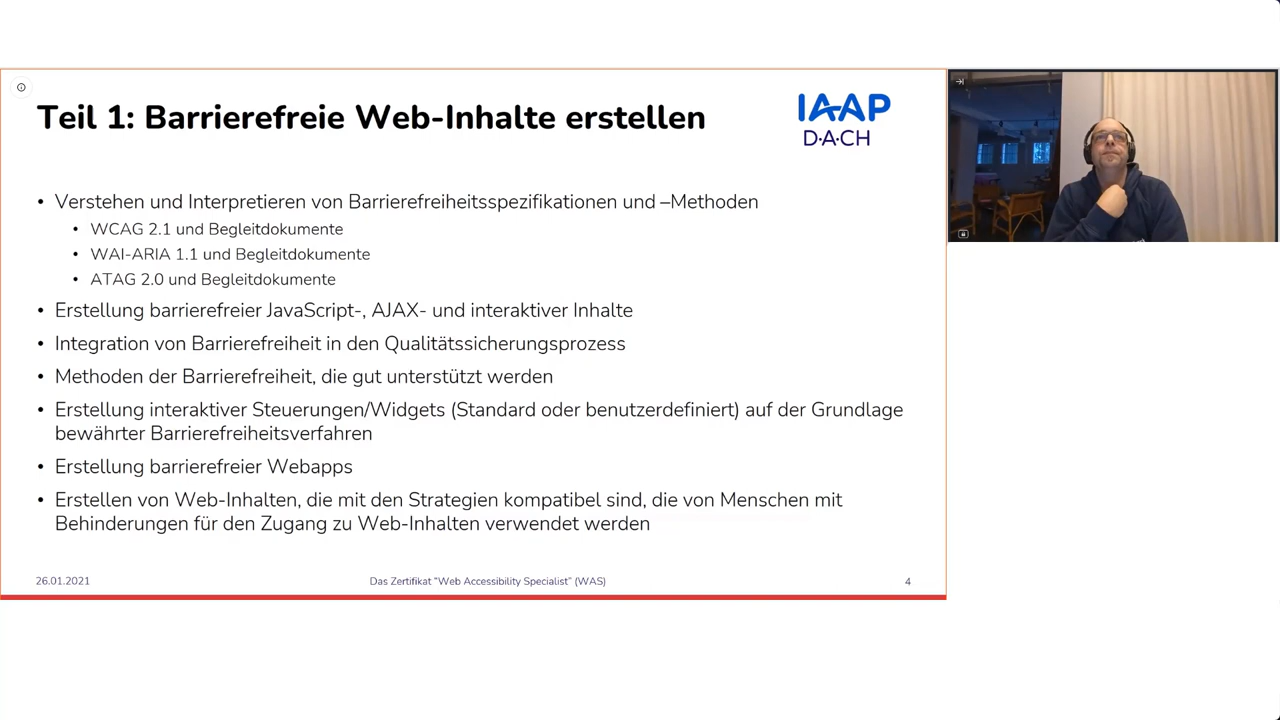 Teil 1: Barrierefreie Web-Inhalte erstellen
IAAP
D·A·CH
• Verstehen und Interpretieren von Barrierefreiheitsspezifikationen und –Methoden
• WCAG 2.1 und Begleitdokumente
• WAI-ARIA 1.1 und Begleitdokumente
• ATAG 2.0 und Begleitdokumente
• Erstellung barrierefreier JavaScript-, AJAX- und interaktiver Inhalte
• Integration von Barrierefreiheit in den Qualitätssicherungsprozess
• Methoden der Barrierefreiheit, die gut unterstützt werden
• Erstellung interaktiver Steuerungen/Widgets (Standard oder benutzerdefiniert) auf der Grundlage
bewährter Barrierefreiheitsverfahren
• Erstellung barrierefreier Webapps
• Erstellen von Web-Inhalten, die mit den Strategien kompatibel sind, die von Menschen mit
Behinderungen für den Zugang zu Web-Inhalten verwendet werden
26.01.2021
Das Zertifikat "Web Accessibility Specialist" (WAS)
4